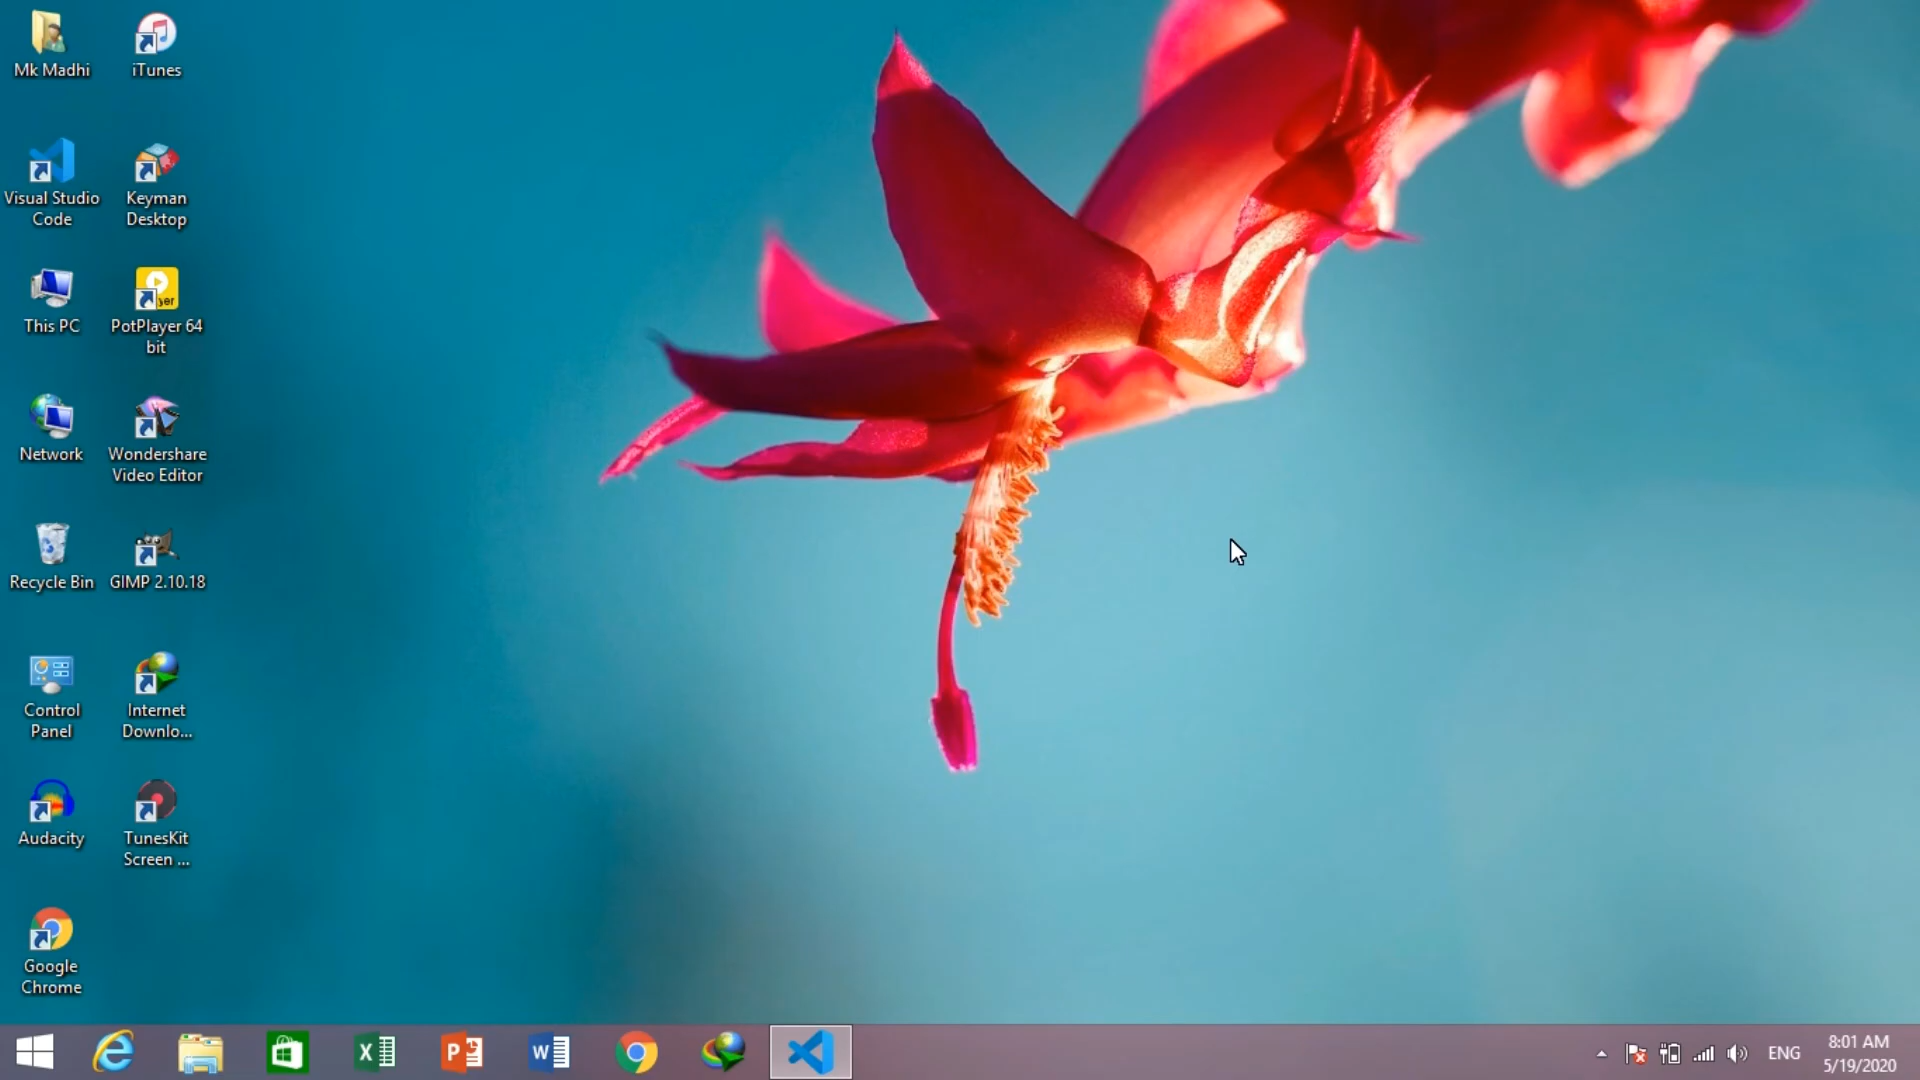 Mk Madhi
iTunes
Visual Studio
Code
Keyman
Desktop
This PC
PotPlayer 64
bit
Network
Wondershare
Video Editor
Recycle Bin
GIMP 2.10.18
Control
Panel
Internet
Downlo...
Audacity
TunesKit
Screen ...
Google
Chrome
ENG
8:01 AM
5/19/2020